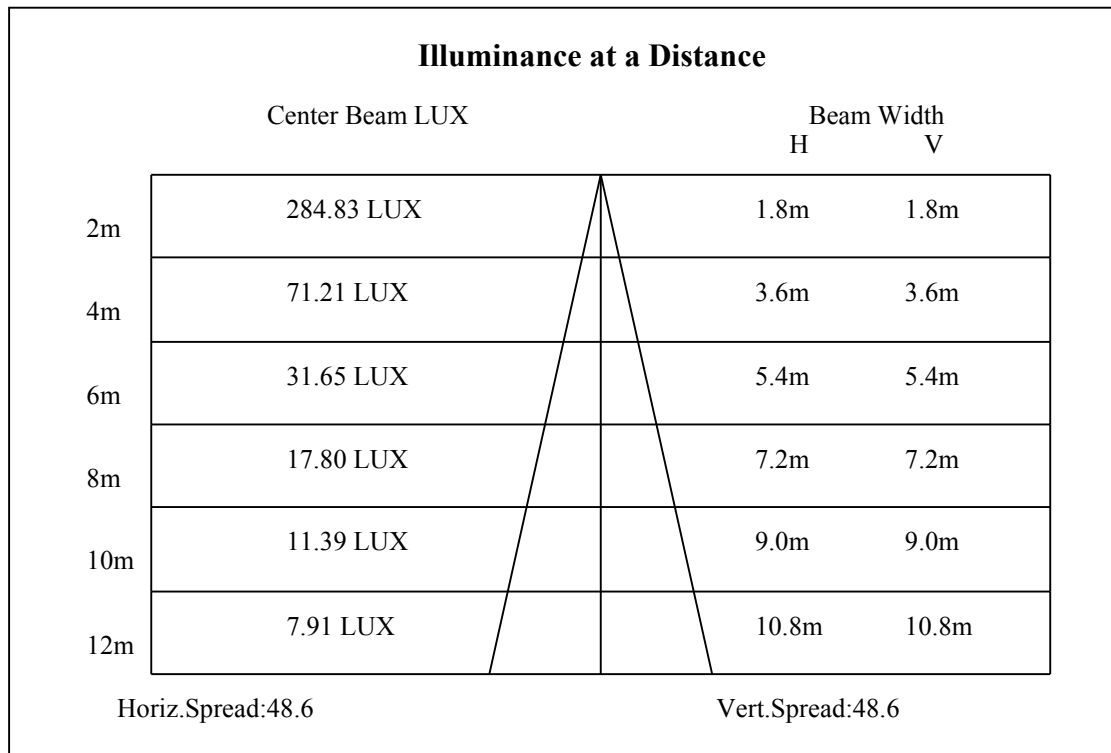 Illuminance at a Distance
Center Beam LUX Beam Width
H V
284.83 LUX 1.8m 1.8m
2m
71.21 LUX 3.6m 3.6m
4m
31.65 LUX 5.4m 5.4m
6m
17.80 LUX 7.2m 7.2m
8m
11.39 LUX 9.0m 9.0m
10m
7.91 LUX 10.8m 10.8m
12m
Horiz.Spread:48.6 Vert.Spread:48.6